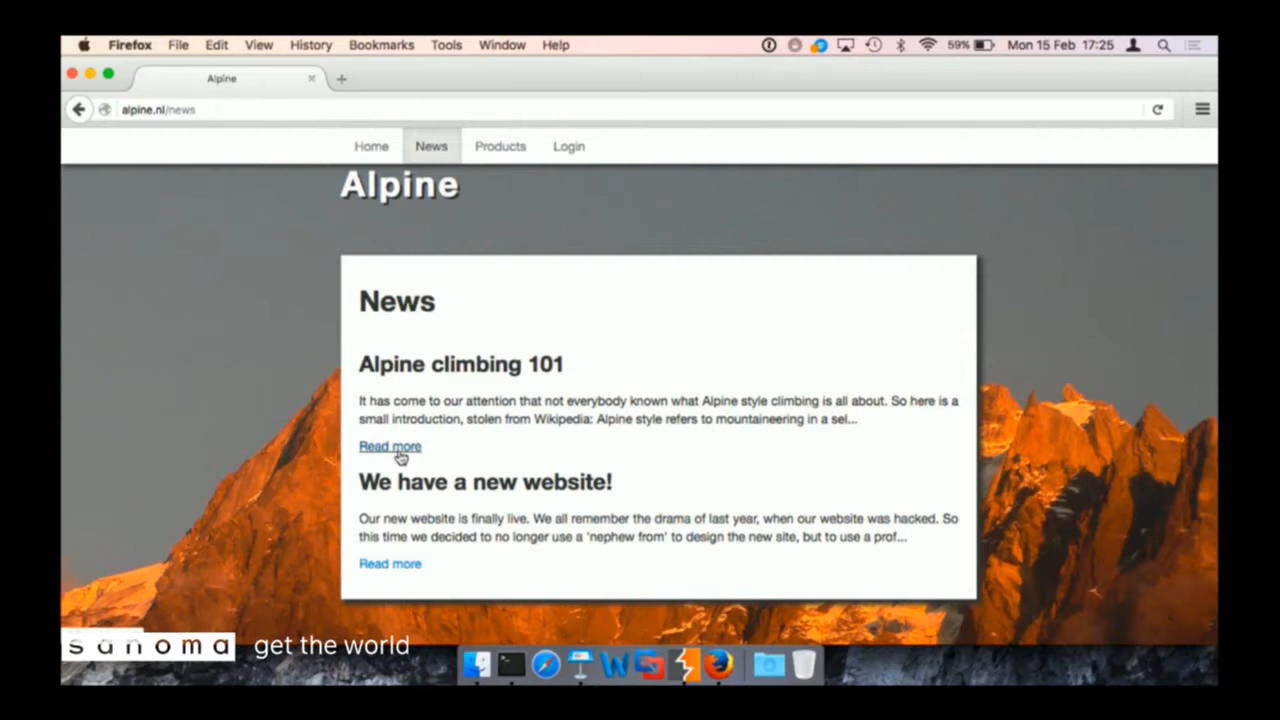 Firefox File Edit View History Bookmarks Tools Window Help 59% Mon 15 Feb 17:25
Alpine
alpine.nl/news
Home News Products Login
Alpine
News
Alpine climbing 101
It has come to our attention that not everybody known what Alpine style climbing is all about. So here is a
small introduction, stolen from Wikipedia: Alpine style refers to mountaineering in a sel...
Read more
We have a new website!
Our new website is finally live. We all remember the drama of last year, when our website was hacked. So
this time we decided to no longer use a 'nephew from' to design the new site, but to use a prof...
Read more
sanoma get the world